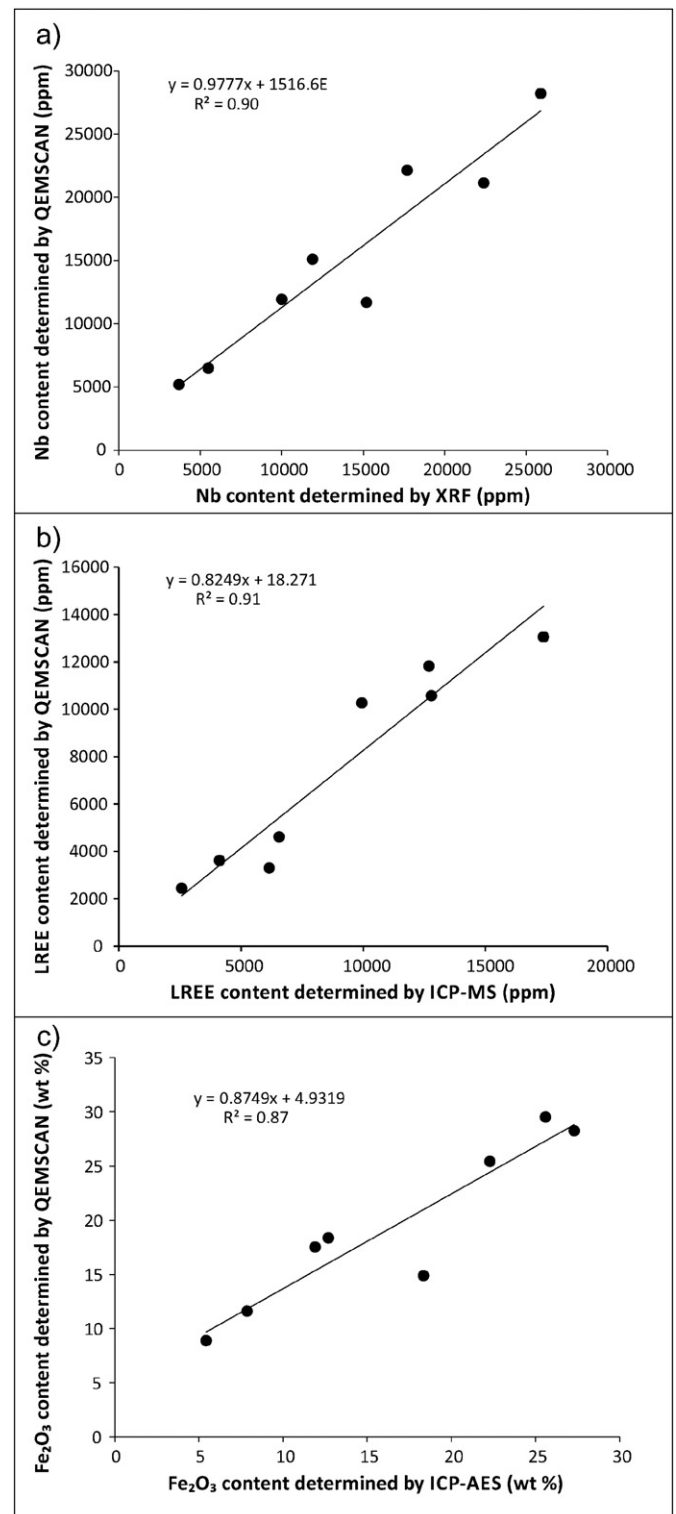 a)
Nb content determined by QEMSCAN (ppm)
30000
25000
20000
15000
10000
5000
0
y = 0.9777x + 1516.6E
R² = 0.90
0 5000 10000 15000 20000 25000 30000
Nb content determined by XRF (ppm)
b)
LREE content determined by QEMSCAN (ppm)
16000
14000
12000
10000
8000
6000
4000
2000
0
y = 0.8249x + 18.271
R² = 0.91
0 5000 10000 15000 20000
LREE content determined by ICP-MS (ppm)
c)
Fe₂O₃ content determined by QEMSCAN (wt %)
35
30
25
20
15
10
5
0
y = 0.8749x + 4.9319
R² = 0.87
0 5 10 15 20 25 30
Fe₂O₃ content determined by ICP-AES (wt %)